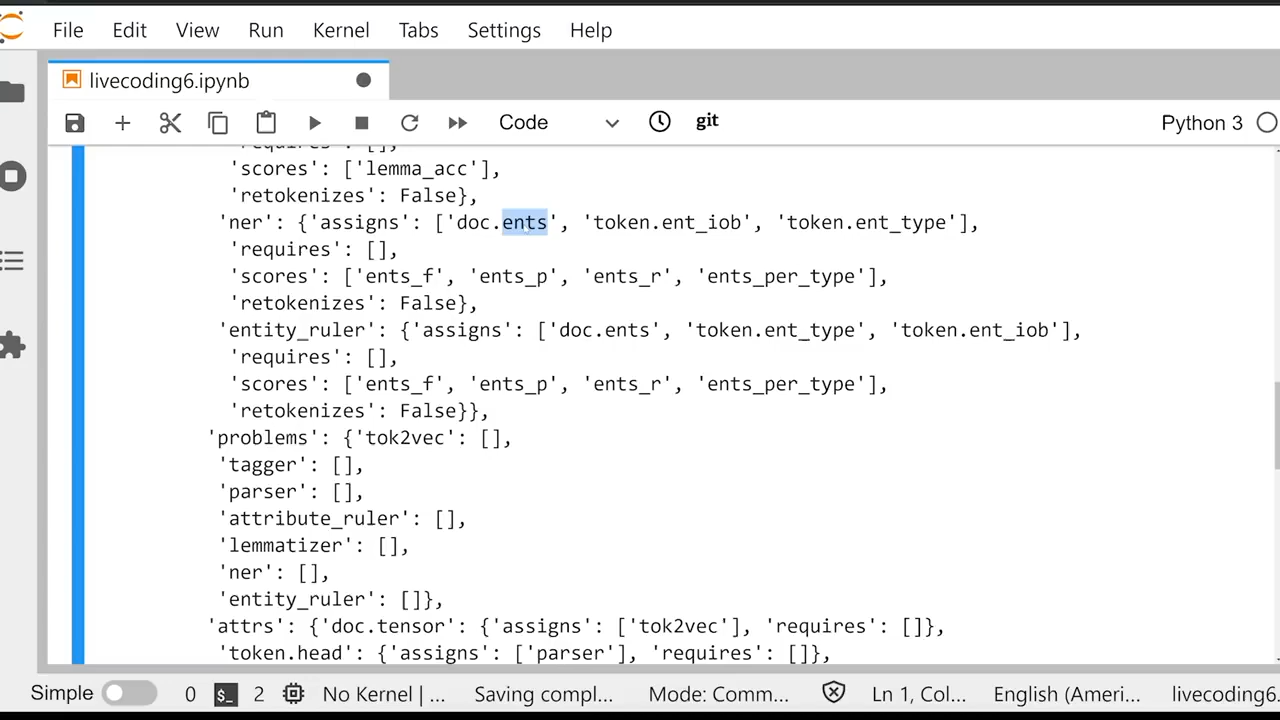 File Edit View Run Kernel Tabs Settings Help
livecoding6.ipynb
Code git Python 3
'requires': [],
'scores': ['lemma_acc'],
'retokenizes': False},
'ner': {'assigns': ['doc.ents', 'token.ent_iob', 'token.ent_type'],
'requires': [],
'scores': ['ents_f', 'ents_p', 'ents_r', 'ents_per_type'],
'retokenizes': False},
'entity_ruler': {'assigns': ['doc.ents', 'token.ent_type', 'token.ent_iob'],
'requires': [],
'scores': ['ents_f', 'ents_p', 'ents_r', 'ents_per_type'],
'retokenizes': False}},
'problems': {'tok2vec': [],
'tagger': [],
'parser': [],
'attribute_ruler': [],
'lemmatizer': [],
'ner': [],
'entity_ruler': []},
'attrs': {'doc.tensor': {'assigns': ['tok2vec'], 'requires': []},
'token.head': {'assigns': ['parser'], 'requires': []},
Simple 0 2 No Kernel | ... Saving compl... Mode: Comm... Ln 1, Col... English (Ameri... livecoding6.